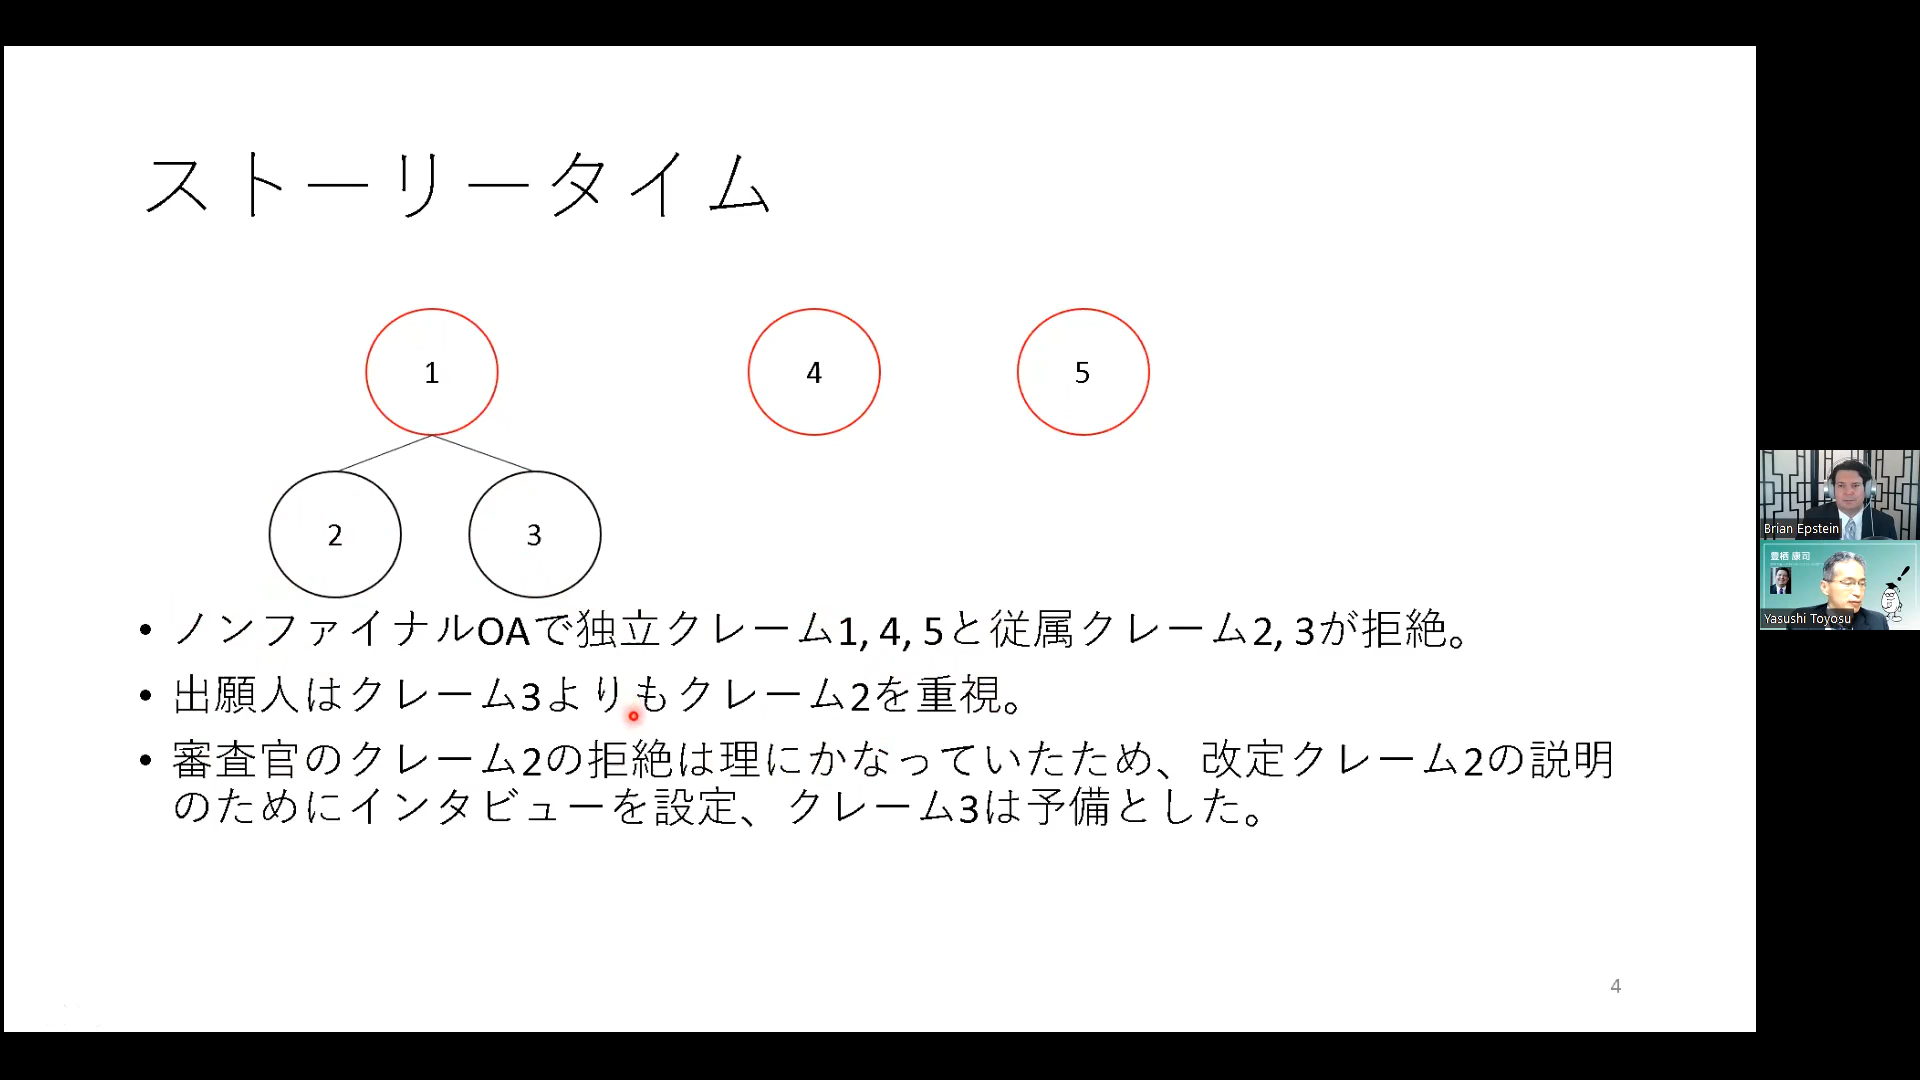 ストーリータイム
1
4
5
2
3
• ノンファイナルOAで独立クレーム1, 4, 5と従属クレーム2, 3が拒絶。
• 出願人はクレーム3よりもクレーム2を重視。
• 審査官のクレーム2の拒絶は理にかなっていたため、改定クレーム2の説明
のためにインタビューを設定、クレーム3は予備とした。
4
Brian Epstein
豊栖 康司
Yasushi Toyosu